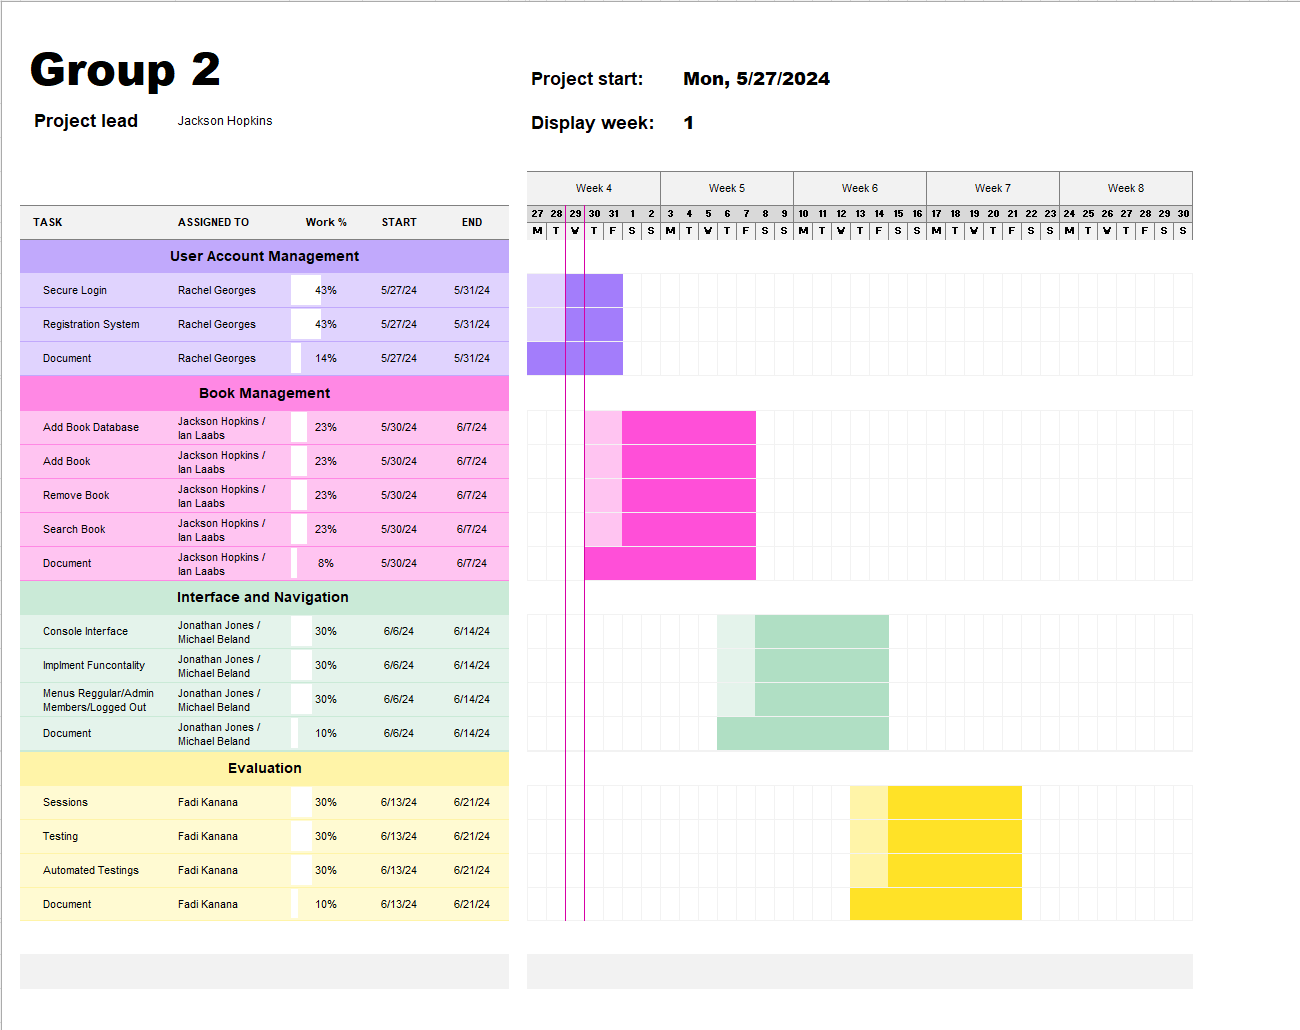 Group 2
Project start: Mon, 5/27/2024
Project lead Jackson Hopkins
Display week: 1
Week 4 Week 5 Week 6 Week 7 Week 8
27 28 29 30 31 1 2 3 4 5 6 7 8 9 10 11 12 13 14 15 16 17 18 19 20 21 22 23 24 25 26 27 28 29 30
TASK ASSIGNED TO Work % START END
M T W T F S S M T W T F S S M T W T F S S M T W T F S S M T W T F S S
User Account Management
Secure Login Rachel Georges 43% 5/27/24 5/31/24
Registration System Rachel Georges 43% 5/27/24 5/31/24
Document Rachel Georges 14% 5/27/24 5/31/24
Book Management
Add Book Database Jackson Hopkins / 23% 5/30/24 6/7/24
Ian Laabs
Add Book Jackson Hopkins / 23% 5/30/24 6/7/24
Ian Laabs
Remove Book Jackson Hopkins / 23% 5/30/24 6/7/24
Ian Laabs
Search Book Jackson Hopkins / 23% 5/30/24 6/7/24
Ian Laabs
Document Jackson Hopkins / 8% 5/30/24 6/7/24
Ian Laabs
Interface and Navigation
Console Interface Jonathan Jones / 30% 6/6/24 6/14/24
Michael Beland
Implment Funcontality Jonathan Jones / 30% 6/6/24 6/14/24
Michael Beland
Menus Reggular/Admin Jonathan Jones / 30% 6/6/24 6/14/24
Members/Logged Out Michael Beland
Document Jonathan Jones / 10% 6/6/24 6/14/24
Michael Beland
Evaluation
Sessions Fadi Kanana 30% 6/13/24 6/21/24
Testing Fadi Kanana 30% 6/13/24 6/21/24
Automated Testings Fadi Kanana 30% 6/13/24 6/21/24
Document Fadi Kanana 10% 6/13/24 6/21/24